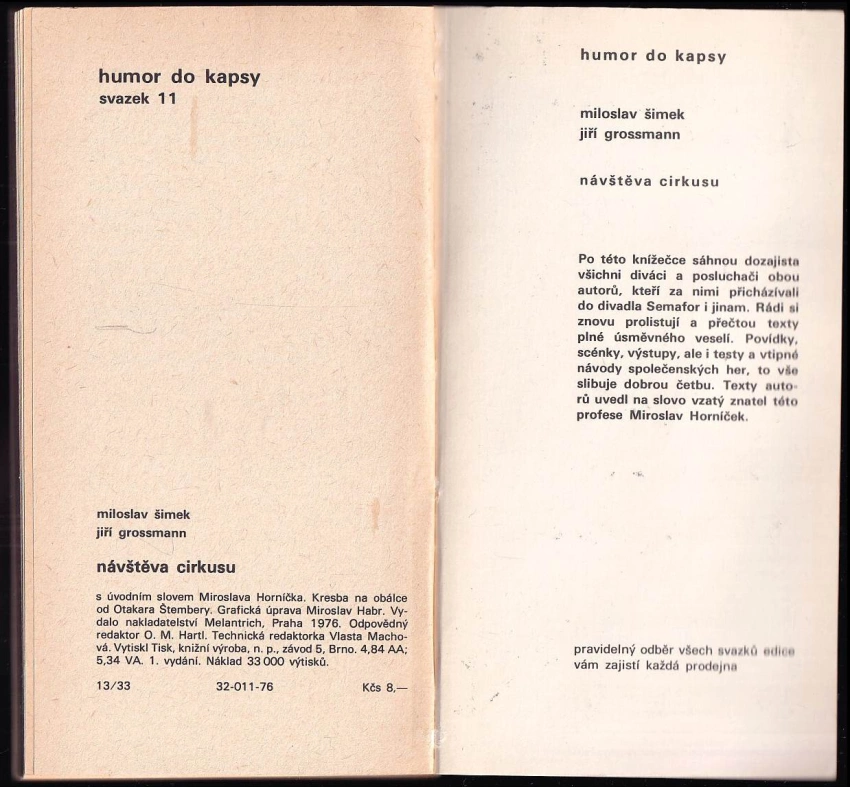 humor do kapsy
svazek 11
miloslav šimek
jiří grossmann
návštěva cirkusu
s úvodním slovem Miroslava Horníčka. Kresba na obálce
od Otakara Štembery. Grafická úprava Miroslav Habr. Vy-
dalo nakladatelství Melantrich, Praha 1976. Odpovědný
redaktor O. M. Hartl. Technická redaktorka Vlasta Macho-
vá. Vytiskl Tisk, knižní výroba, n. p., závod 5, Brno. 4,84 AA;
5,34 VA. 1. vydání. Náklad 33 000 výtisků.
13/33 32-011-76 Kčs 8,—
humor do kapsy
miloslav šimek
jiří grossmann
návštěva cirkusu
Po této knížečce sáhnou dozajista
všichni diváci a posluchači obou
autorů, kteří za nimi přicházívali
do divadla Semafor i jinam. Rádi si
znovu prolistují a přečtou texty
plné úsměvného veselí. Povídky,
scénky, výstupy, ale i testy a vtipné
návody společenských her, to vše
slibuje dobrou četbu. Texty auto-
rů uvedl na slovo vzatý znatel této
profese Miroslav Horníček.
pravidelný odběr všech svazků edice
vám zajistí každá prodejna